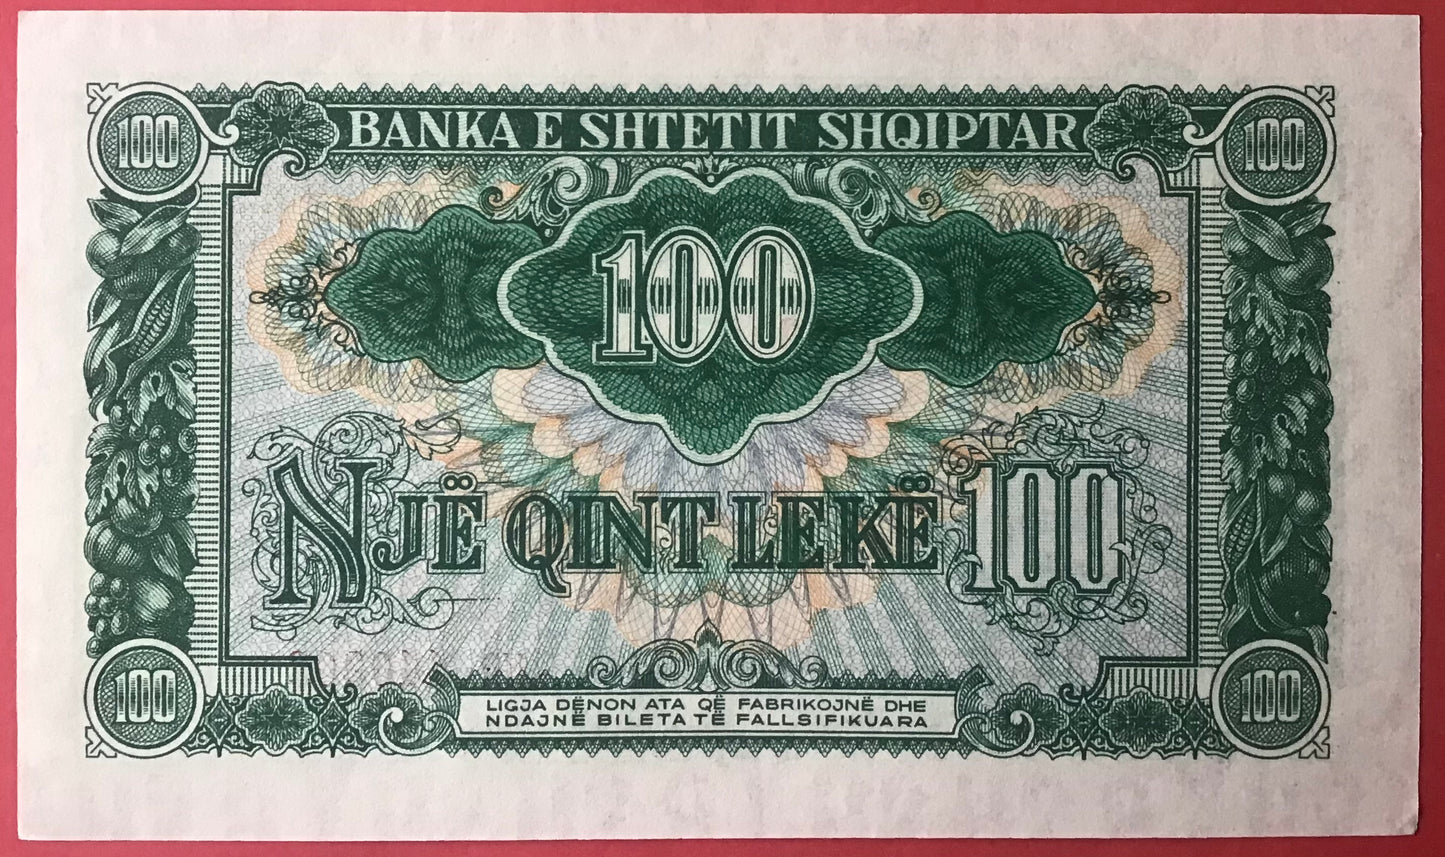 100 BANKA E SHTETIT SHQIPTAR 100
100
NJË QINT LEKË 100
100 LIGJA DËNON ATA QË FABRIKOJNË DHE 100
NDAJNË BILETA TË FALLSIFIKUARA